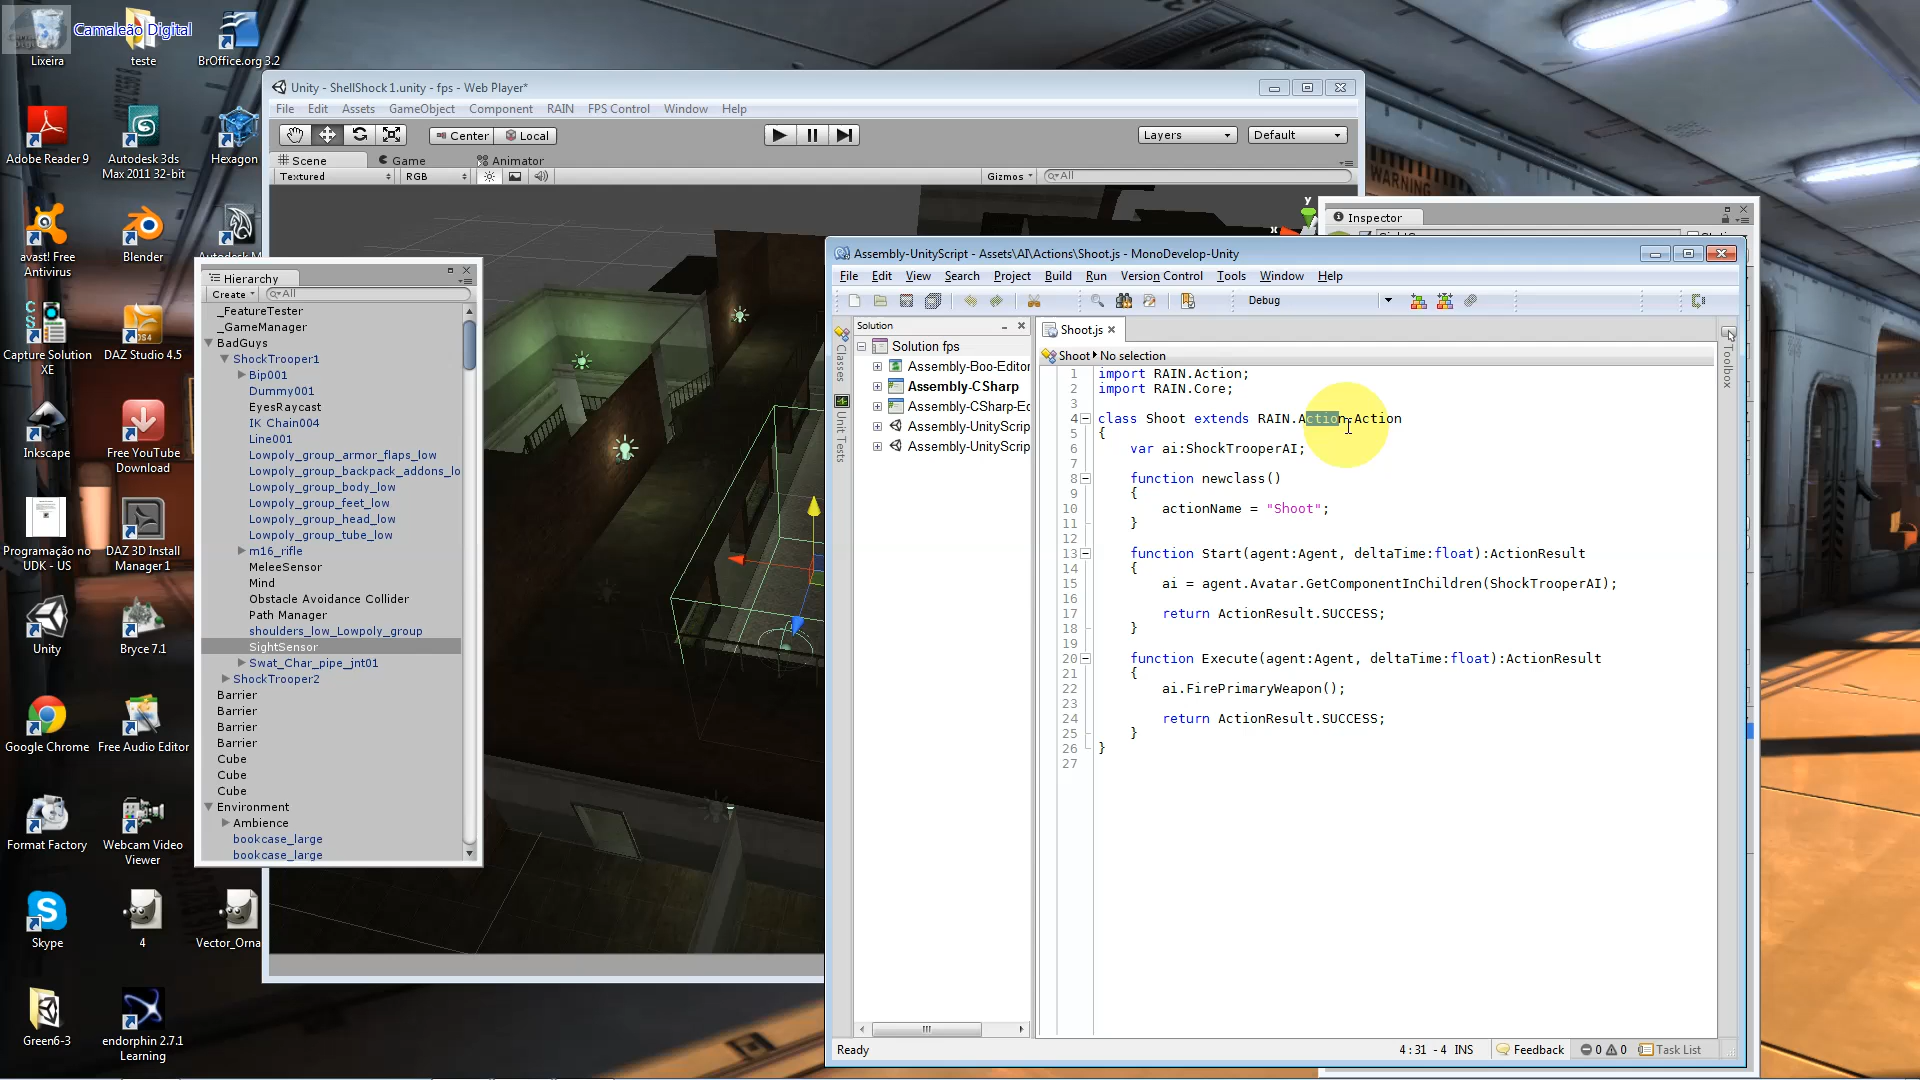 Camaleão Digital
Lixeira
teste
BrOffice.org 3.2
Adobe Reader 9
Autodesk 3ds
Max 2011 32-bit
Hexagon
avast! Free
Antivirus
Blender
Autodesk M
Capture Solution
XE
DAZ Studio 4.5
Inkscape
Free YouTube
Download
Programação no
UDK - US
DAZ 3D Install
Manager1
Unity
Bryce 7.1
Google Chrome
Free Audio Editor
Format Factory
Webcam Video
Viewer
Skype
4
Vector_Orna
Green6-3
endorphin 2.7.1
Learning
Unity - ShellShock 1.unity - fps - Web Player*
File Edit Assets GameObject Component RAIN FPS Control Window Help
Center Local
Layers
Default
Scene Game Animator
Textured RGB Gizmos All
y
x
WARNING
Hierarchy
Create All
_FeatureTester
_GameManager
BadGuys
ShockTrooper1
Bip001
Dummy001
EyesRaycast
IK Chain004
Line001
Lowpoly_group_armor_flaps_low
Lowpoly_group_backpack_addons_lo
Lowpoly_group_body_low
Lowpoly_group_feet_low
Lowpoly_group_head_low
Lowpoly_group_tube_low
m16_rifle
MeleeSensor
Mind
Obstacle Avoidance Collider
Path Manager
shoulders_low_Lowpoly_group
SightSensor
Swat_Char_pipe_jnt01
ShockTrooper2
Barrier
Barrier
Barrier
Barrier
Cube
Cube
Cube
Environment
Ambience
bookcase_large
bookcase_large
Inspector
Assembly-UnityScript - Assets\AI\Actions\Shoot.js - MonoDevelop-Unity
File Edit View Search Project Build Run Version Control Tools Window Help
Debug
Classes
Unit Tests
Solution
Solution fps
Assembly-Boo-Editor
Assembly-CSharp
Assembly-CSharp-Ec
Assembly-UnityScrip
Assembly-UnityScrip
Toolbox
Shoot.js
Shoot No selection
1 import RAIN.Action;
2 import RAIN.Core;
3
4 class Shoot extends RAIN.Action.Action
5 {
6 var ai:ShockTrooperAI;
7
8 function newclass()
9 {
10 actionName = "Shoot";
11 }
12
13 function Start(agent:Agent, deltaTime:float):ActionResult
14 {
15 ai = agent.Avatar.GetComponentInChildren(ShockTrooperAI);
16
17 return ActionResult.SUCCESS;
18 }
19
20 function Execute(agent:Agent, deltaTime:float):ActionResult
21 {
22 ai.FirePrimaryWeapon();
23
24 return ActionResult.SUCCESS;
25 }
26 }
27
Ready
4 : 31 - 4 INS
Feedback
0 0
Task List